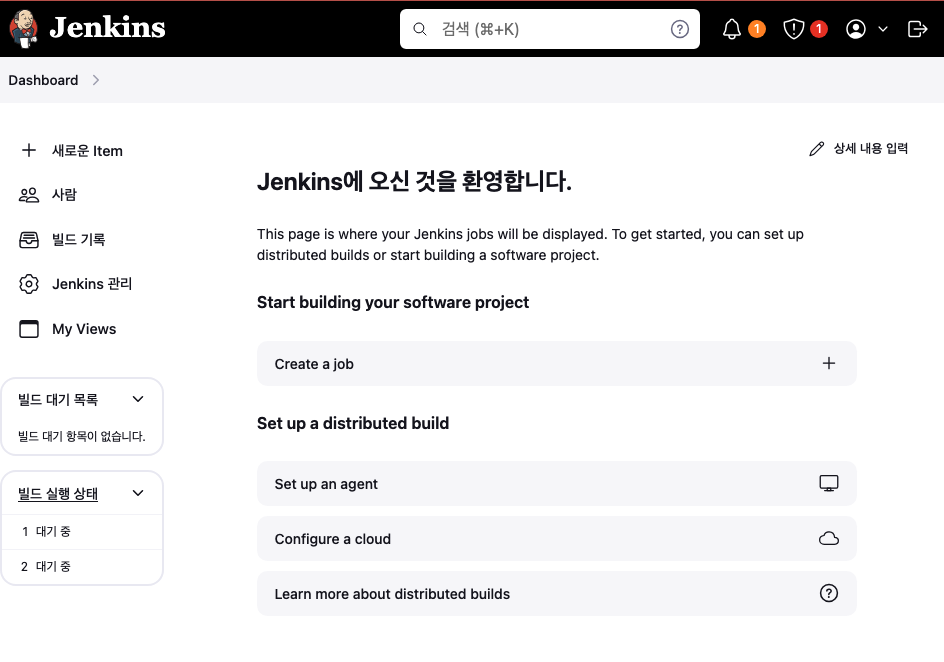 Jenkins
검색 (⌘+K)
1
1
Dashboard
새로운 Item
사람
빌드 기록
Jenkins 관리
My Views
빌드 대기 목록
빌드 대기 항목이 없습니다.
빌드 실행 상태
1 대기 중
2 대기 중
상세 내용 입력
Jenkins에 오신 것을 환영합니다.
This page is where your Jenkins jobs will be displayed. To get started, you can set up
distributed builds or start building a software project.
Start building your software project
Create a job
Set up a distributed build
Set up an agent
Configure a cloud
Learn more about distributed builds